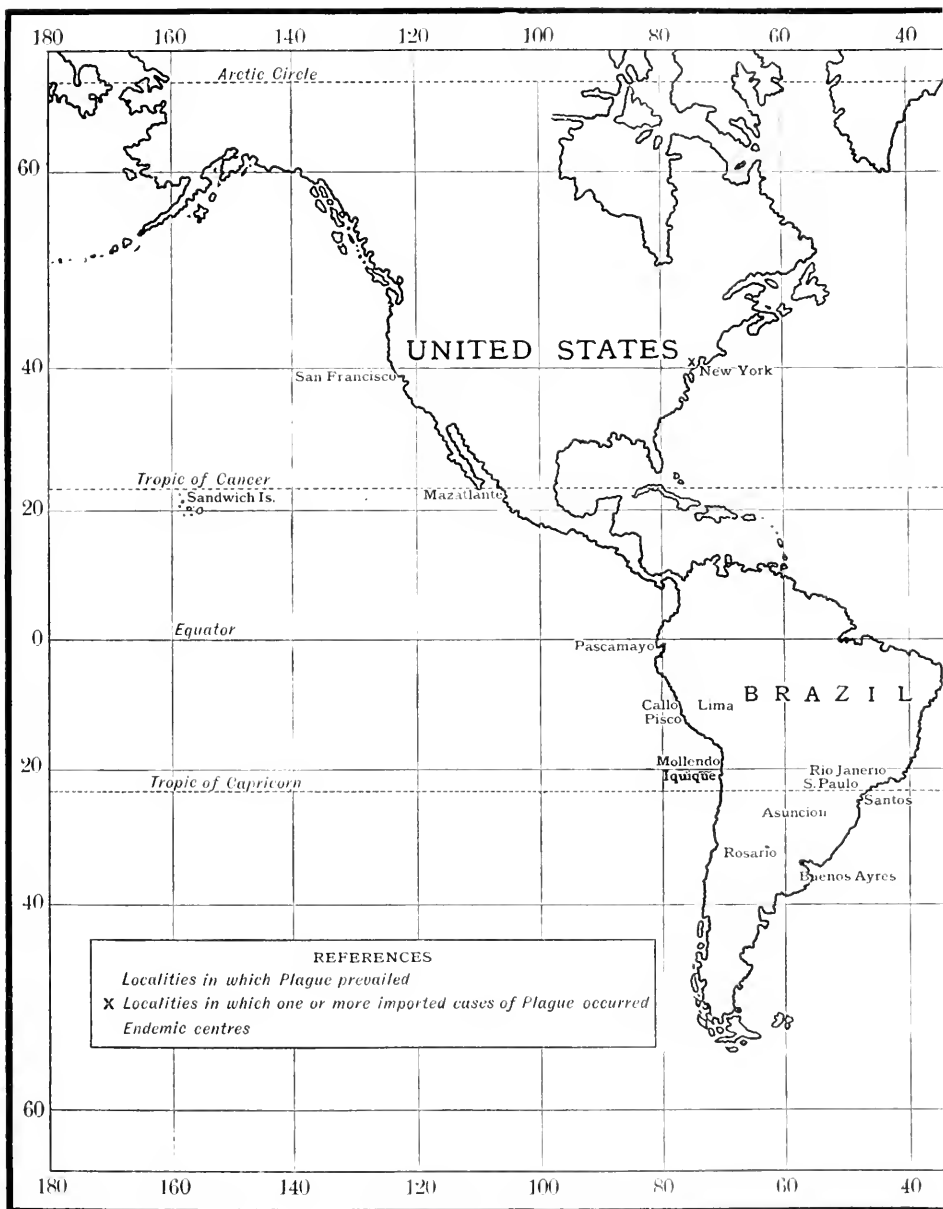 180 160 140 120 100 80 60 40
Arctic Circle
60
UNITED STATES
x New York
40
San Francisco
Tropic of Cancer
Sandwich Is.
Mazatlante
20
Equator
0
Pascamayo
BRAZIL
Callo Lima
Pisco
Mollendo
Rio Janerio
20
Iquique
S. Paulo
Tropic of Capricorn
Santos
Asuncion
Rosario
Buenos Ayres
40
REFERENCES
Localities in which Plague prevailed
X Localities in which one or more imported cases of Plague occurred
Endemic centres
60
180 160 140 120 100 80 60 40